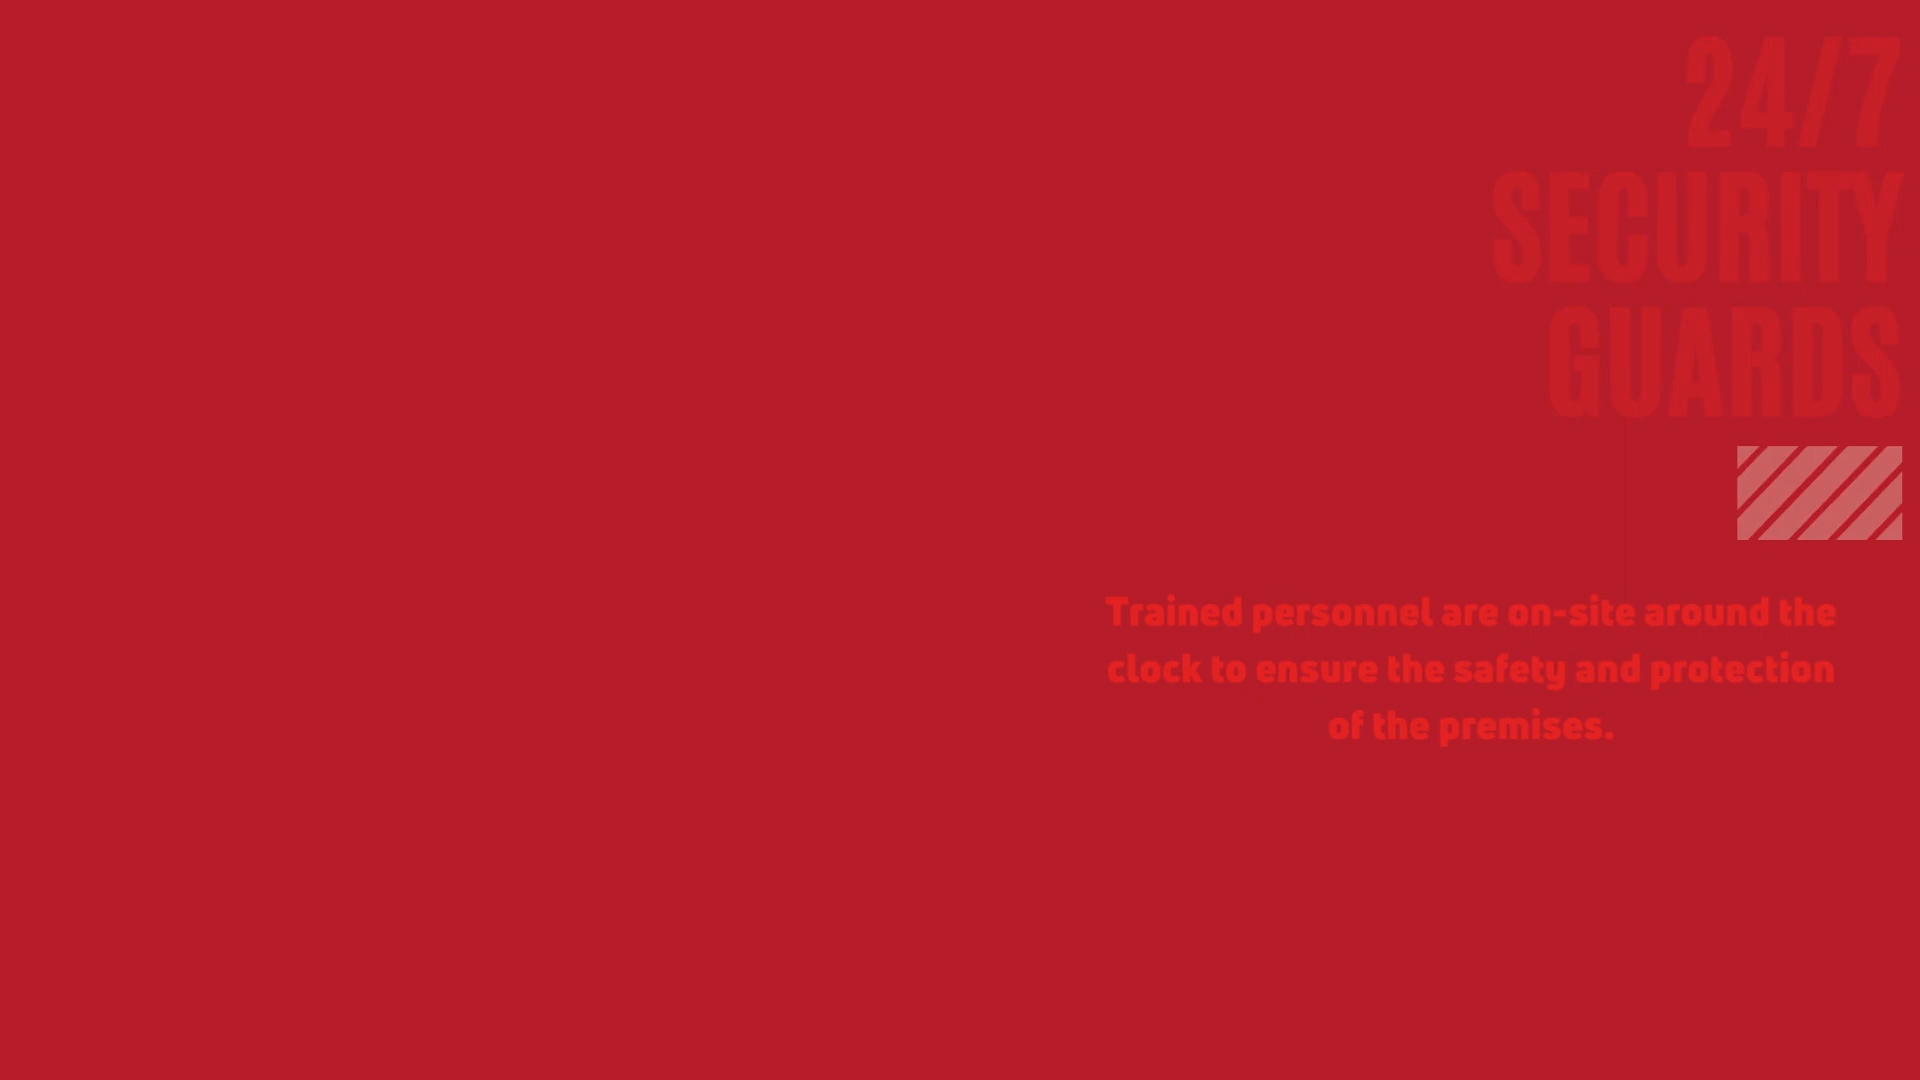 24/7
SECURITY
GUARDS
Trained personnel are on-site around the
clock to ensure the safety and protection
of the premises.